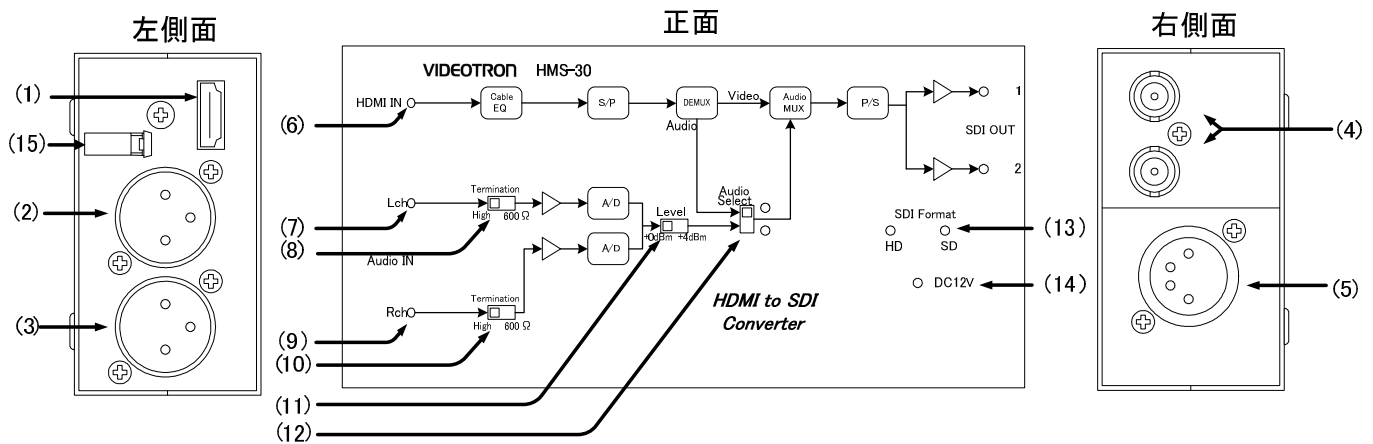 左側面
正面
右側面
VIDEOTRON HMS-30
(1)
(15)
(2)
(3)
HDMI IN
Cable
EQ
S/P
DEMUX
Video
Audio
MUX
P/S
1
SDI OUT
2
Audio
(6)
(7)
(8)
(9)
(10)
(11)
(12)
Lch
Termination
High 600Ω
A/D
Level
+0dBm +4dBm
Audio
Select
A/D
Audio IN
Rch
Termination
High 600Ω
HDMI to SDI
Converter
SDI Format
HD SD
DC12V
(13)
(14)
(4)
(5)